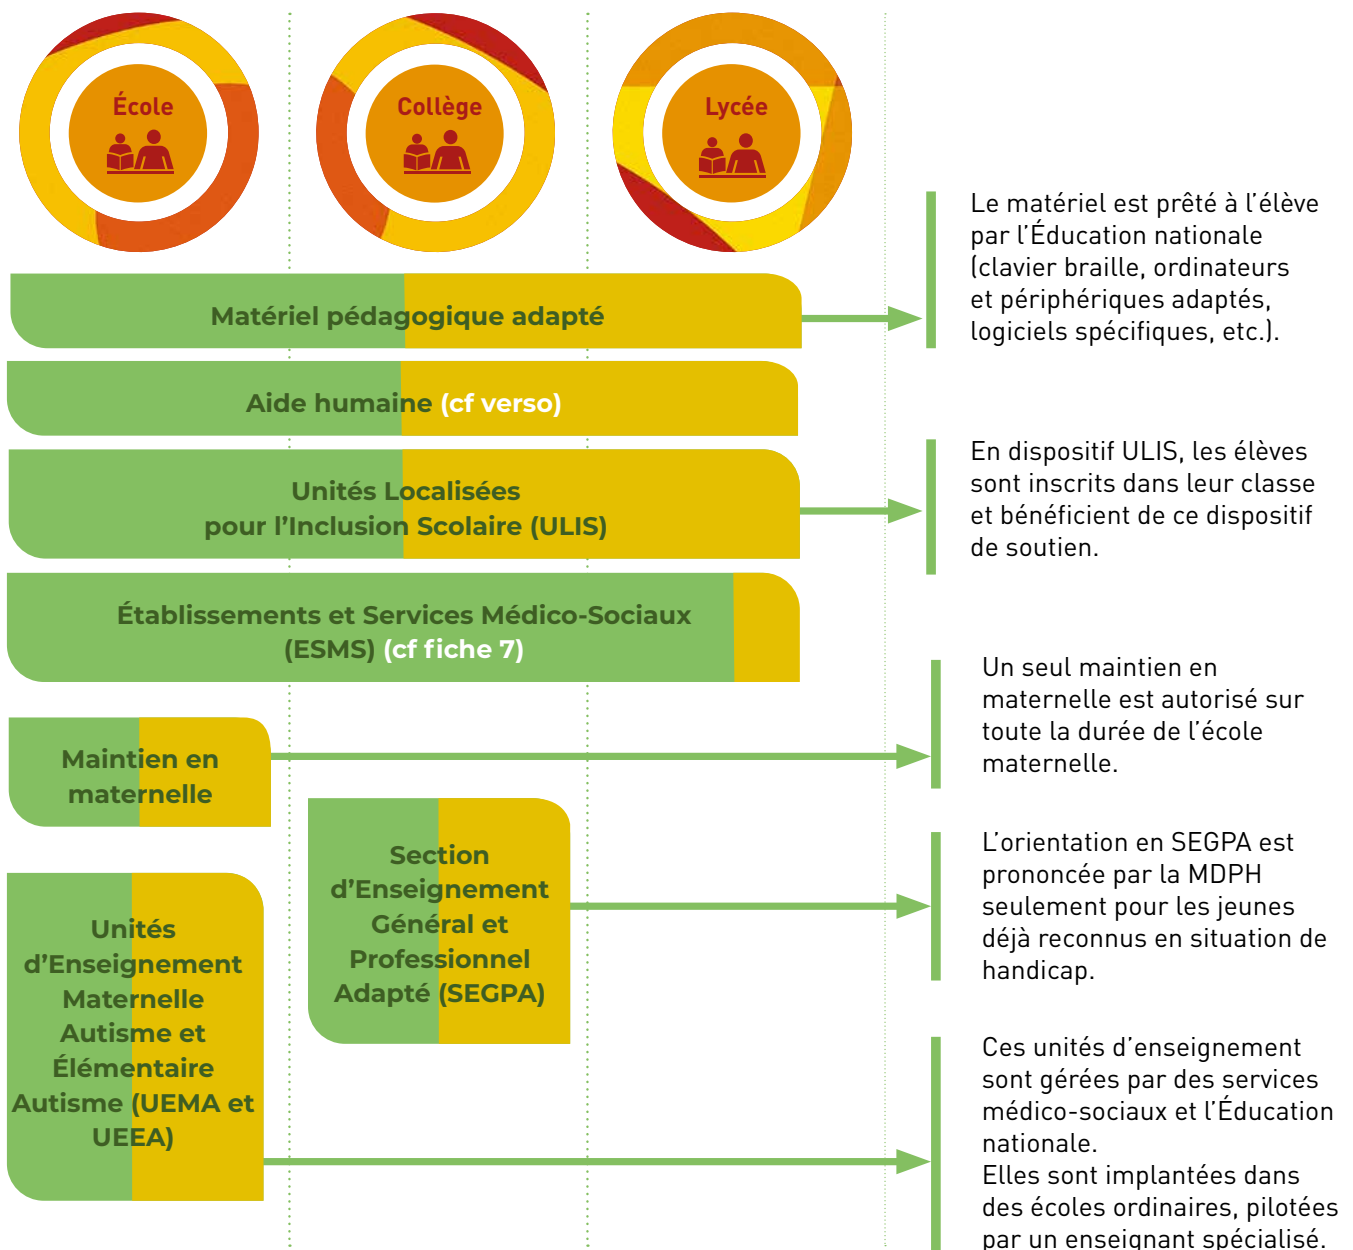 École
Collège
Lycée
Matériel pédagogique adapté
Le matériel est prêté à l’élève
par l’Éducation nationale
(clavier braille, ordinateurs
et périphériques adaptés,
logiciels spécifiques, etc.).
Aide humaine (cf verso)
Unités Localisées
pour l’Inclusion Scolaire (ULIS)
En dispositif ULIS, les élèves
sont inscrits dans leur classe
et bénéficient de ce dispositif
de soutien.
Établissements et Services Médico-Sociaux
(ESMS) (cf fiche 7)
Maintien en
maternelle
Un seul maintien en
maternelle est autorisé sur
toute la durée de l’école
maternelle.
Section
d’Enseignement
Général et
Professionnel
Adapté (SEGPA)
L’orientation en SEGPA est
prononcée par la MDPH
seulement pour les jeunes
déjà reconnus en situation de
handicap.
Unités
d’Enseignement
Maternelle
Autisme et
Élémentaire
Autisme (UEMA et
UEEA)
Ces unités d’enseignement
sont gérées par des services
médico-sociaux et l’Éducation
nationale.
Elles sont implantées dans
des écoles ordinaires, pilotées
par un enseignant spécialisé.